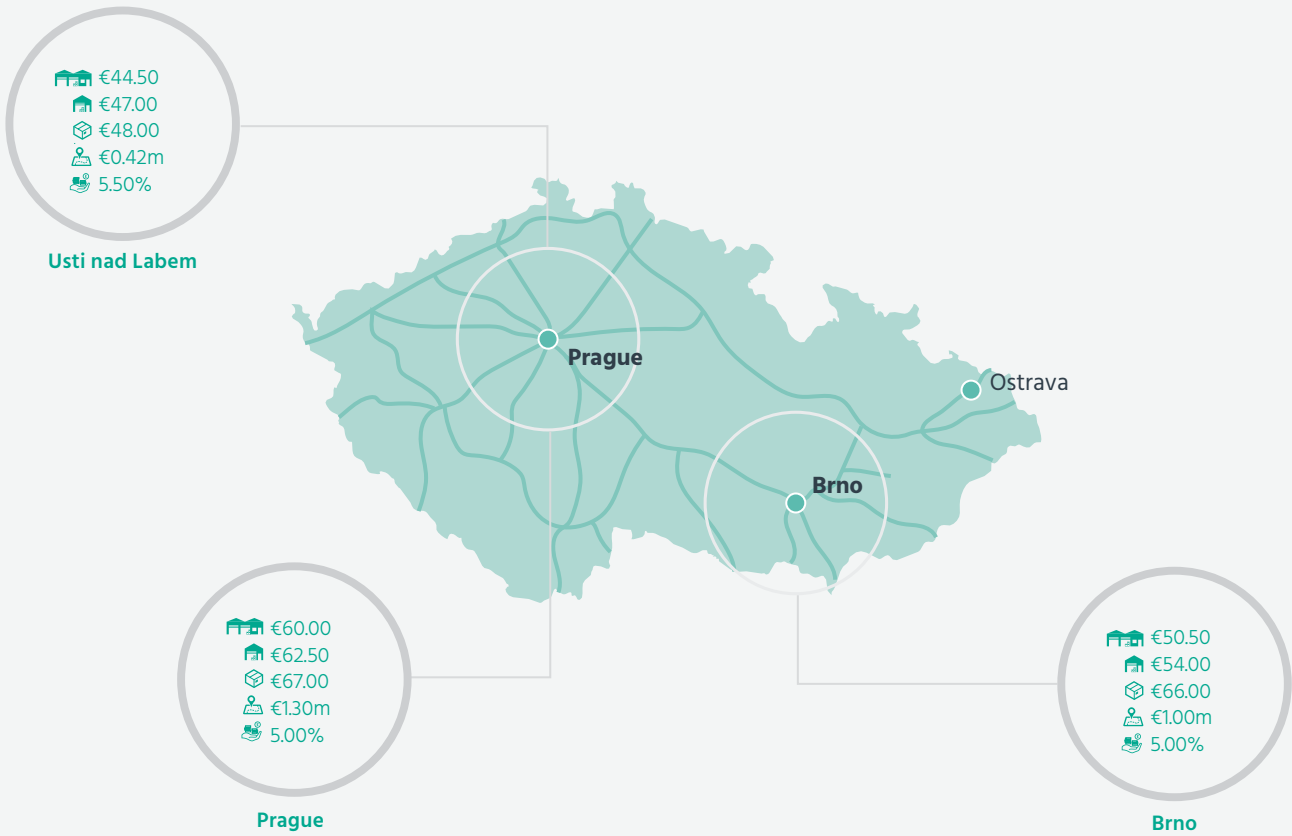 €44.50
€47.00
€48.00
€0.42m
5.50%
Usti nad Labem
Prague
Ostrava
Brno
€60.00
€62.50
€67.00
€1.30m
5.00%
Prague
€50.50
€54.00
€66.00
€1.00m
5.00%
Brno